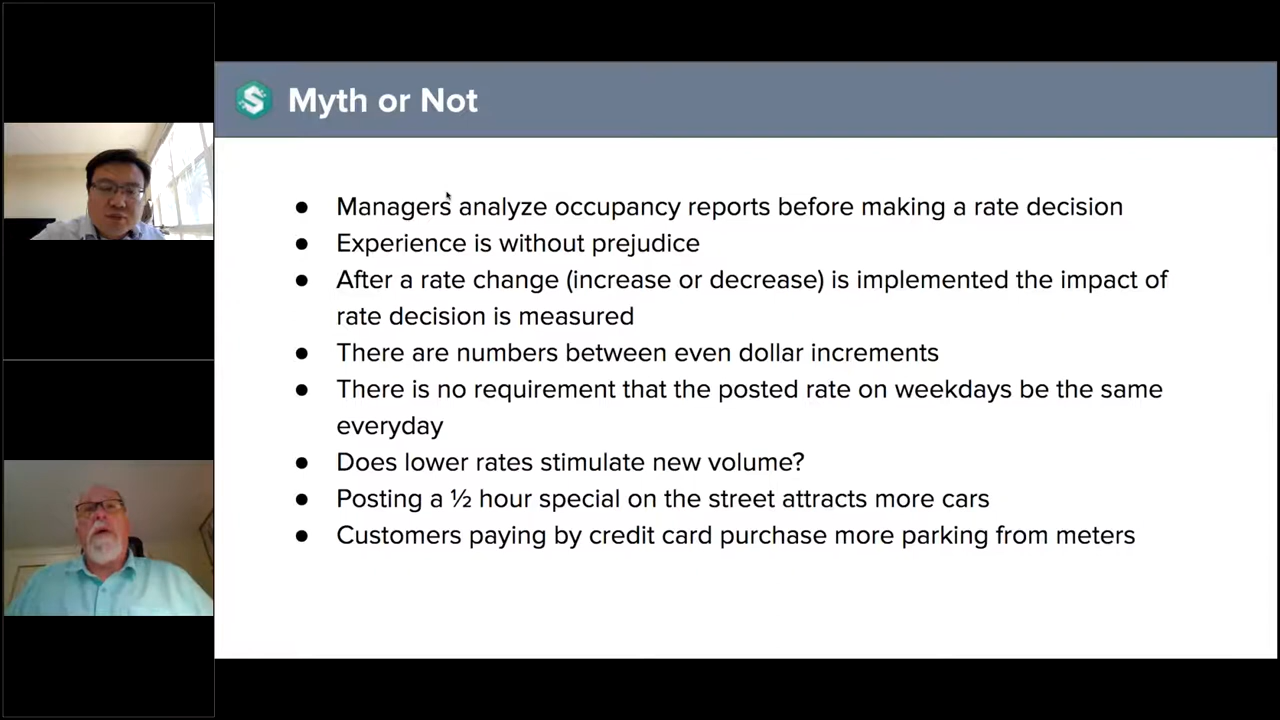 Myth or Not
● Managers analyze occupancy reports before making a rate decision
● Experience is without prejudice
● After a rate change (increase or decrease) is implemented the impact of
rate decision is measured
● There are numbers between even dollar increments
● There is no requirement that the posted rate on weekdays be the same
everyday
● Does lower rates stimulate new volume?
● Posting a ½ hour special on the street attracts more cars
● Customers paying by credit card purchase more parking from meters